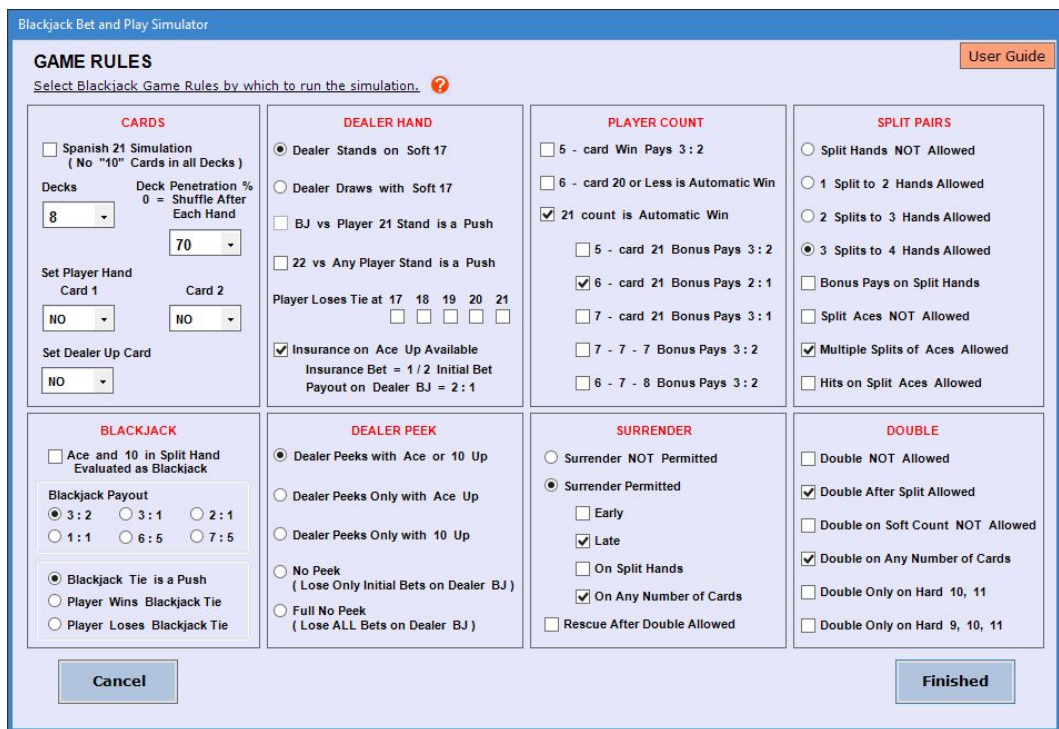 Blackjack Bet and Play Simulator
GAME RULES
User Guide
Select Blackjack Game Rules by which to run the simulation. ?
CARDS
Spanish 21 Simulation
( No "10" Cards in all Decks )
Decks
Deck Penetration %
0 = Shuffle After
Each Hand
8
70
Set Player Hand
Card 1
Card 2
NO
NO
Set Dealer Up Card
NO
DEALER HAND
Dealer Stands on Soft 17
Dealer Draws with Soft 17
BJ vs Player 21 Stand is a Push
22 vs Any Player Stand is a Push
Player Loses Tie at 17 18 19 20 21
Insurance on Ace Up Available
Insurance Bet = 1 / 2 Initial Bet
Payout on Dealer BJ = 2 : 1
PLAYER COUNT
5 - card Win Pays 3 : 2
6 - card 20 or Less is Automatic Win
21 count is Automatic Win
5 - card 21 Bonus Pays 3 : 2
6 - card 21 Bonus Pays 2 : 1
7 - card 21 Bonus Pays 3 : 1
7 - 7 - 7 Bonus Pays 3 : 2
6 - 7 - 8 Bonus Pays 3 : 2
SPLIT PAIRS
Split Hands NOT Allowed
1 Split to 2 Hands Allowed
2 Splits to 3 Hands Allowed
3 Splits to 4 Hands Allowed
Bonus Pays on Split Hands
Split Aces NOT Allowed
Multiple Splits of Aces Allowed
Hits on Split Aces Allowed
BLACKJACK
Ace and 10 in Split Hand
Evaluated as Blackjack
Blackjack Payout
3 : 2 3 : 1 2 : 1
1 : 1 6 : 5 7 : 5
Blackjack Tie is a Push
Player Wins Blackjack Tie
Player Loses Blackjack Tie
DEALER PEEK
Dealer Peeks with Ace or 10 Up
Dealer Peeks Only with Ace Up
Dealer Peeks Only with 10 Up
No Peek
( Lose Only Initial Bets on Dealer BJ )
Full No Peek
( Lose ALL Bets on Dealer BJ )
SURRENDER
Surrender NOT Permitted
Surrender Permitted
Early
Late
On Split Hands
On Any Number of Cards
Rescue After Double Allowed
DOUBLE
Double NOT Allowed
Double After Split Allowed
Double on Soft Count NOT Allowed
Double on Any Number of Cards
Double Only on Hard 10, 11
Double Only on Hard 9, 10, 11
Cancel
Finished